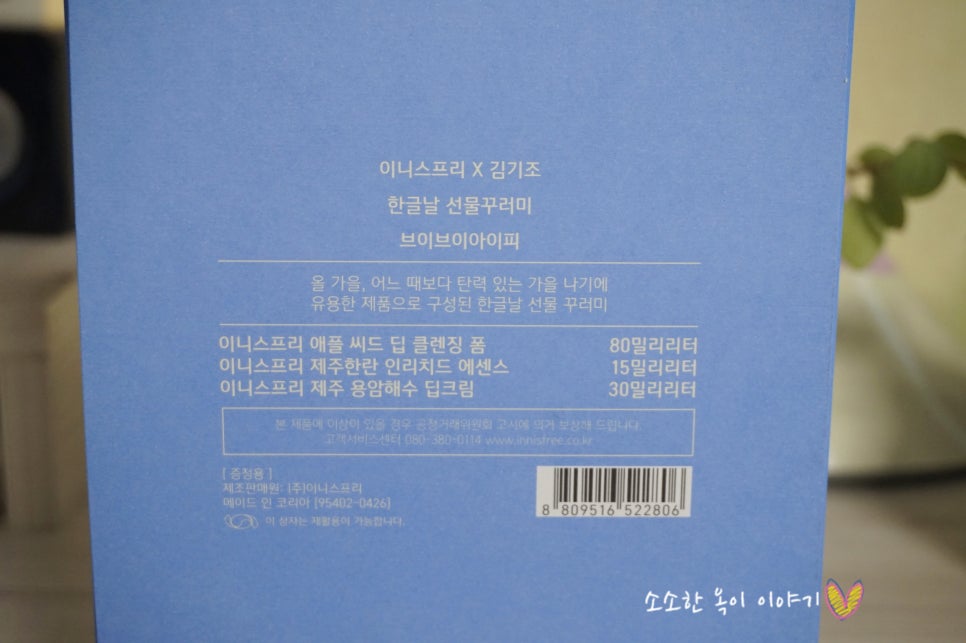 이니스프리 X 김기조
한글날 선물꾸러미
브이브이아이피
올 가을, 어느 때보다 탄력 있는 가을 나기에
유용한 제품으로 구성된 한글날 선물 꾸러미
이니스프리 애플 씨드 딥 클렌징 폼 80밀리리터
이니스프리 제주한란 인리치드 에센스 15밀리리터
이니스프리 제주 용암해수 딥크림 30밀리리터
본 제품에 이상이 있을 경우 공정거래위원회 고시에 의거 보상해 드립니다.
고객서비스센터 080-380-0114 www.innisfree.co.kr
[ 증정용 ]
제조판매원: (주)이니스프리
메이드 인 코리아 [95402-0426]
이 상자는 재활용이 가능합니다.
8 809516 522806
소소한 옥이 이야기